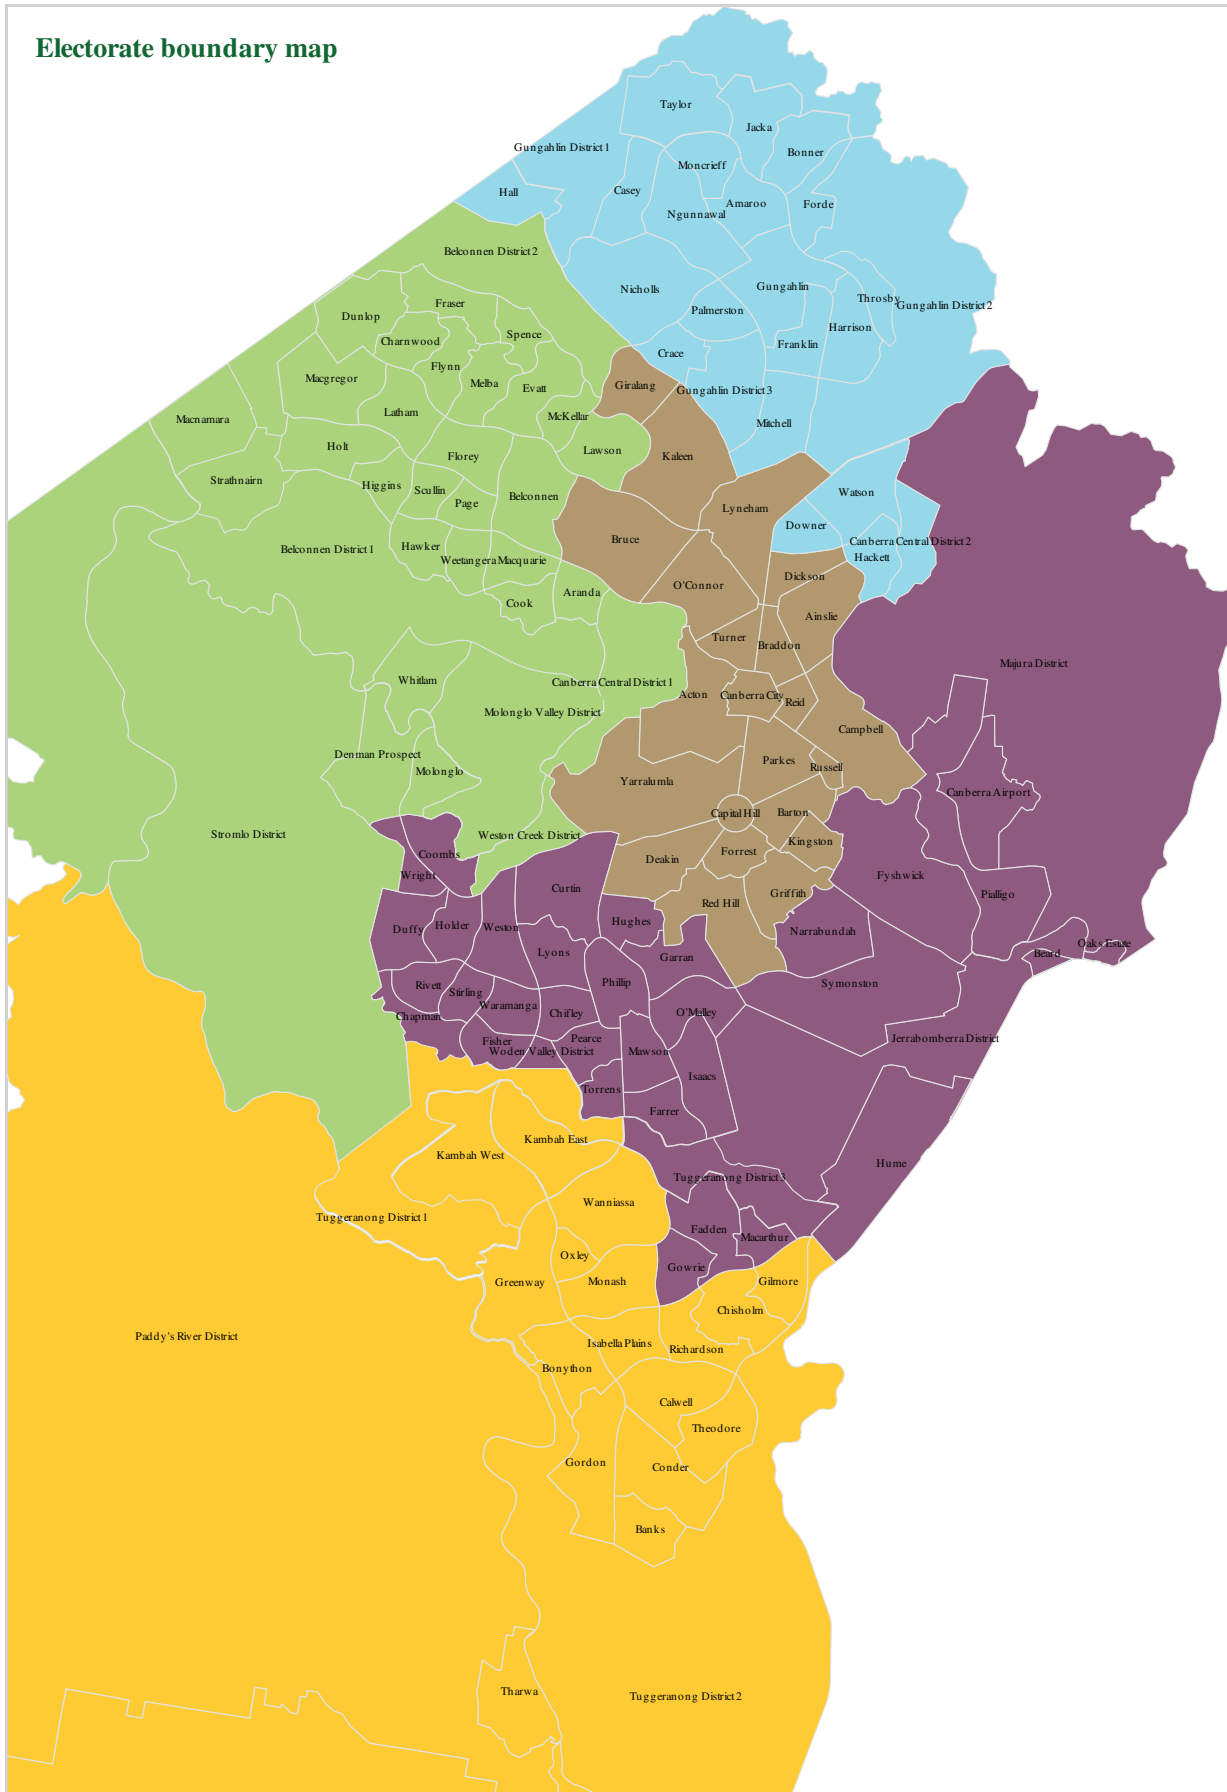 Electorate boundary map
Taylor
Jacka
Gungahlin District 1
Bonner
Moncrieff
Hall
Casey
Amaroo
Forde
Ngunnawal
Belconnen District 2
Nicholls
Gungahlin
Throsby
Gungahlin District 2
Fraser
Palmerston
Dunlop
Harrison
Spence
Charnwood
Franklin
Crace
Flynn
Macgregor
Melba
Evatt
Giralang
Gungahlin District 3
Latham
McKellar
Macnamara
Mitchell
Holt
Lawson
Florey
Kaleen
Strathnairn
Higgins
Scullin
Watson
Page
Belconnen
Lyneham
Downer
Bruce
Canberra Central District 2
Belconnen District 1
Hawker
Weetangera
Macquarie
Hackett
Dickson
O'Connor
Aranda
Cook
Ainslie
Turner
Braddon
Majura District
Whitlam
Canberra Central District 1
Acton
Canberra City
Reid
Molonglo Valley District
Campbell
Denman Prospect
Parkes
Russell
Molonglo
Yarralumla
Canberra Airport
Capital Hill
Barton
Stromlo District
Weston Creek District
Kingston
Coombs
Forrest
Deakin
Wright
Fyshwick
Curtin
Griffith
Pialligo
Red Hill
Hughes
Duffy
Holder
Weston
Narrabundah
Oaks Estate
Lyons
Garran
Beard
Rivett
Stirling
Phillip
Symonston
Waramanga
Chifley
O'Malley
Chapman
Fisher
Pearce
Jerrabomberra District
Woden Valley District
Mawson
Isaacs
Torrens
Farrer
Kambah East
Kambah West
Hume
Tuggeranong District 3
Wanniassa
Tuggeranong District 1
Fadden
Macarthur
Oxley
Gowrie
Greenway
Monash
Gilmore
Chisholm
Paddy's River District
Isabella Plains
Richardson
Bonython
Calwell
Theodore
Gordon
Conder
Banks
Tharwa
Tuggeranong District 2